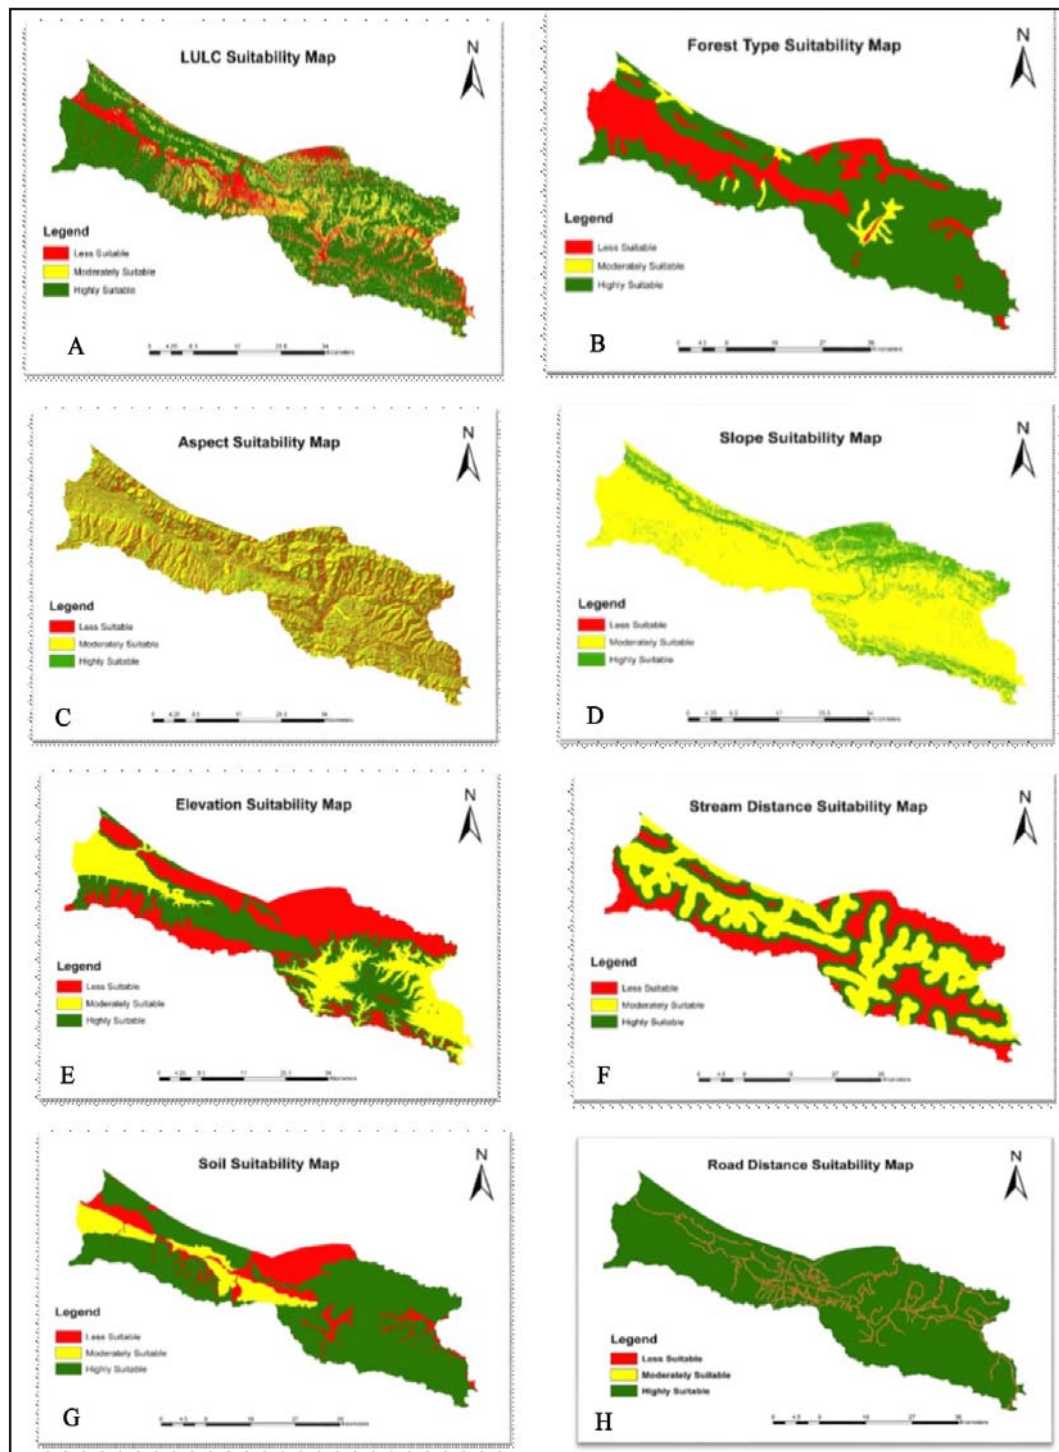 LULC Suitability Map
N
Legend
Less Suitable
Moderately Suitable
Highly Suitable
A
Forest Type Suitability Map
N
Legend
Less Suitable
Moderately Suitable
Highly Suitable
B
Aspect Suitability Map
N
Legend
Less Suitable
Moderately Suitable
Highly Suitable
C
Slope Suitability Map
N
Legend
Less Suitable
Moderately Suitable
Highly Suitable
D
Elevation Suitability Map
N
Legend
Less Suitable
Moderately Suitable
Highly Suitable
E
Stream Distance Suitability Map
N
Legend
Less Suitable
Moderately Suitable
Highly Suitable
F
Soil Suitability Map
N
Legend
Less Suitable
Moderately Suitable
Highly Suitable
G
Road Distance Suitability Map
N
Legend
Less Suitable
Moderately Suitable
Highly Suitable
H